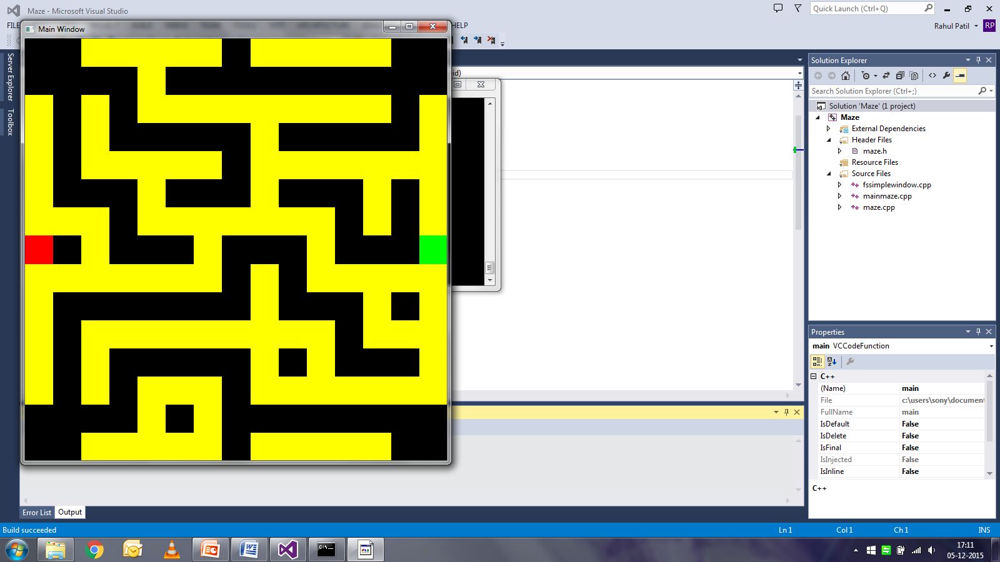 Maze - Microsoft Visual Studio
Quick Launch (Ctrl+Q)
FILE
HELP
Rahul Patil
RP
Main Window
Server Explorer
Toolbox
id)
Solution Explorer
Search Solution Explorer (Ctrl+;)
Solution 'Maze' (1 project)
Maze
External Dependencies
Header Files
maze.h
Resource Files
Source Files
fssimplewindow.cpp
mainmaze.cpp
maze.cpp
Properties
main VCCodeFunction
C++
(Name) main
File c:\users\sony\document
FullName main
IsDefault False
IsDelete False
IsFinal False
IsInjected False
IsInline False
C++
Error List Output
Build succeeded
Ln 1 Col 1 Ch 1 INS
17:11
05-12-2015